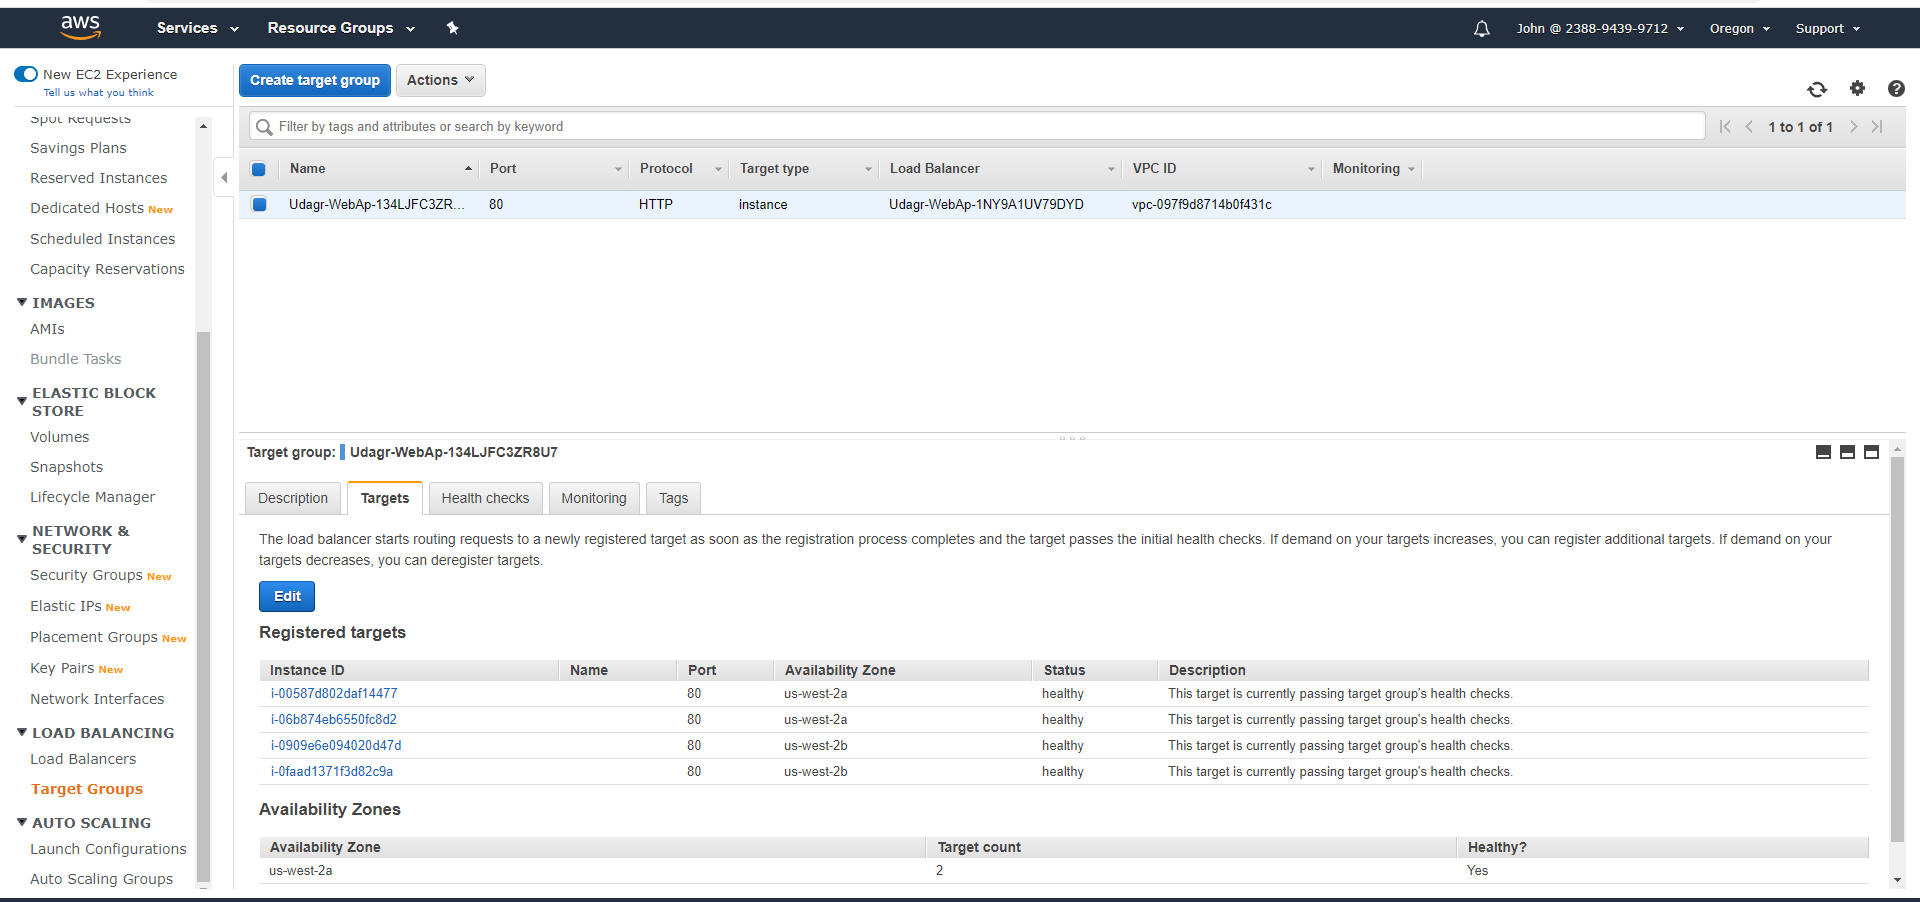 aws
Services
Resource Groups
John @ 2388-9439-9712
Oregon
Support
New EC2 Experience
Tell us what you think
Spot Requests
Savings Plans
Reserved Instances
Dedicated Hosts New
Scheduled Instances
Capacity Reservations
IMAGES
AMIs
Bundle Tasks
ELASTIC BLOCK
STORE
Volumes
Snapshots
Lifecycle Manager
NETWORK &
SECURITY
Security Groups New
Elastic IPs New
Placement Groups New
Key Pairs New
Network Interfaces
LOAD BALANCING
Load Balancers
Target Groups
AUTO SCALING
Launch Configurations
Auto Scaling Groups
Create target group
Actions
?
Filter by tags and attributes or search by keyword
1 to 1 of 1
Name Port Protocol Target type Load Balancer VPC ID Monitoring
Udagr-WebAp-134LJFC3ZR... 80 HTTP instance Udagr-WebAp-1NY9A1UV79DYD vpc-097f9d8714b0f431c
Target group: Udagr-WebAp-134LJFC3ZR8U7
Description Targets Health checks Monitoring Tags
The load balancer starts routing requests to a newly registered target as soon as the registration process completes and the target passes the initial health checks. If demand on your targets increases, you can register additional targets. If demand on your
targets decreases, you can deregister targets.
Edit
Registered targets
Instance ID Name Port Availability Zone Status Description
i-00587d802daf14477 80 us-west-2a healthy This target is currently passing target group's health checks.
i-06b874eb6550fc8d2 80 us-west-2a healthy This target is currently passing target group's health checks.
i-0909e6e094020d47d 80 us-west-2b healthy This target is currently passing target group's health checks.
i-0faad1371f3d82c9a 80 us-west-2b healthy This target is currently passing target group's health checks.
Availability Zones
Availability Zone Target count Healthy?
us-west-2a 2 Yes